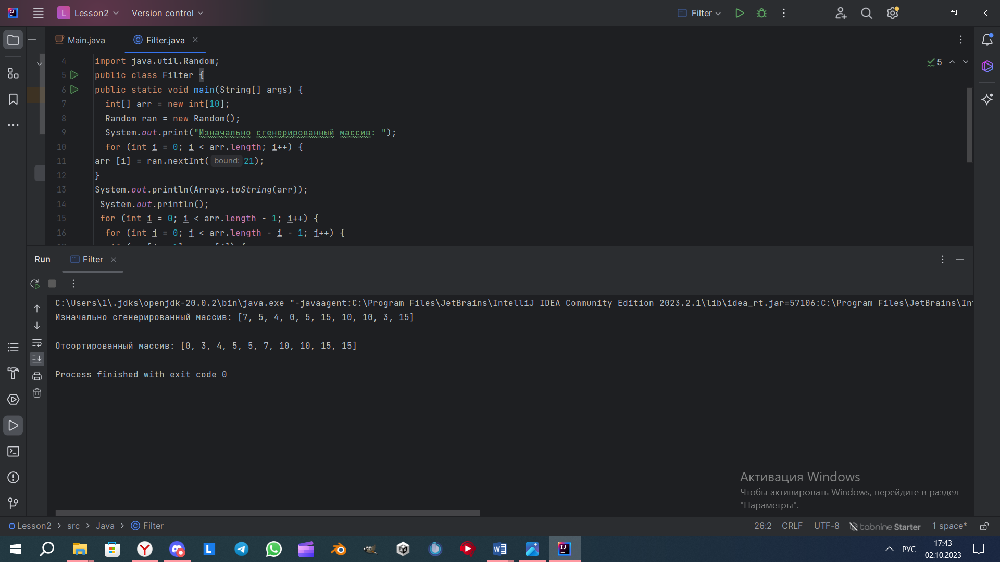 Lesson2 Version control Filter
Main.java Filter.java
4 import java.util.Random;
5 public class Filter {
6 public static void main(String[] args) {
7 int[] arr = new int[10];
8 Random ran = new Random();
9 System.out.print("Изначально сгенерированный массив: ");
10 for (int i = 0; i < arr.length; i++) {
11 arr [i] = ran.nextInt( bound: 21);
12 }
13 System.out.println(Arrays.toString(arr));
14 System.out.println();
15 for (int i = 0; i < arr.length - 1; i++) {
16 for (int j = 0; j < arr.length - i - 1; j++) {
5
Run Filter
C:\Users\1\.jdks\openjdk-20.0.2\bin\java.exe "-javaagent:C:\Program Files\JetBrains\IntelliJ IDEA Community Edition 2023.2.1\lib\idea_rt.jar=57106:C:\Program Files\JetBrains\In
Изначально сгенерированный массив: [7, 5, 4, 0, 5, 15, 10, 10, 3, 15]
Отсортированный массив: [0, 3, 4, 5, 5, 7, 10, 10, 15, 15]
Process finished with exit code 0
Активация Windows
Чтобы активировать Windows, перейдите в раздел
"Параметры".
Lesson2 > src > Java > Filter 26:2 CRLF UTF-8 tabnine Starter 1 space*
РУС 17:43
02.10.2023